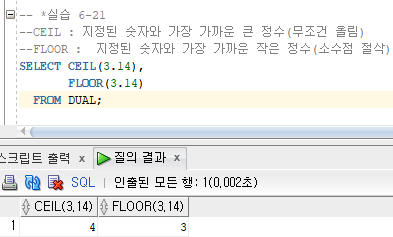 -- *실습 6-21
--CEIL : 지정된 숫자와 가장 가까운 큰 정수(무조건 올림)
--FLOOR :  지정된 숫자와 가장 가까운 작은 정수(소수점 절삭)
SELECT CEIL(3.14),
FLOOR(3.14)
FROM DUAL;
스크립트 출력 x 질의 결과 x
SQL | 인출된 모든 행: 1(0,002초)
CEIL(3,14) FLOOR(3,14)
1 4 3